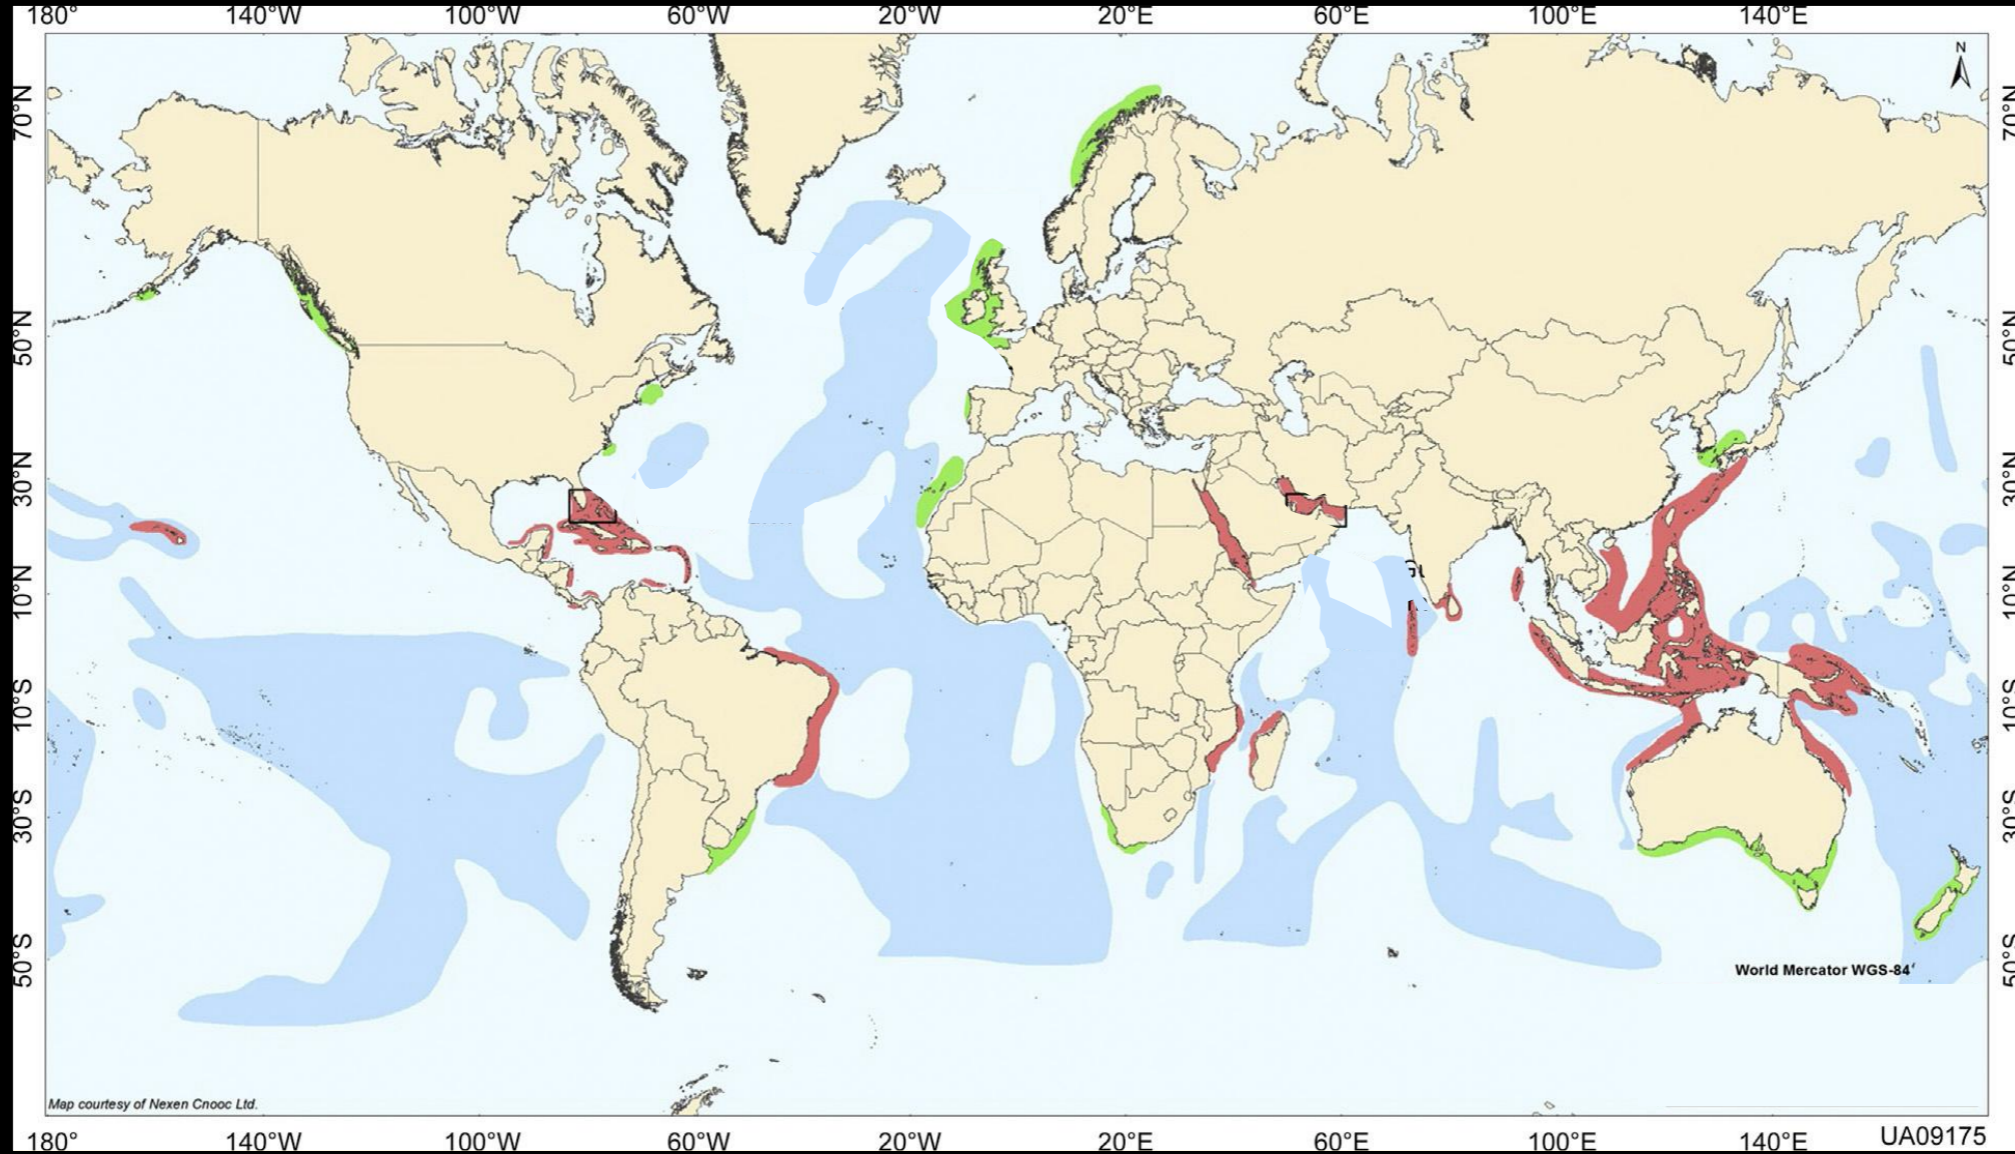 180° 140°W 100°W 60°W 20°W 20°E 60°E 100°E 140°E
N
70°N 70°N
50°N 50°N
30°N 30°N
10°N 10°N
10°S 10°S
30°S 30°S
50°S 50°S
World Mercator WGS-84
Map courtesy of Nexen Cnooc Ltd.
180° 140°W 100°W 60°W 20°W 20°E 60°E 100°E 140°E
UA09175